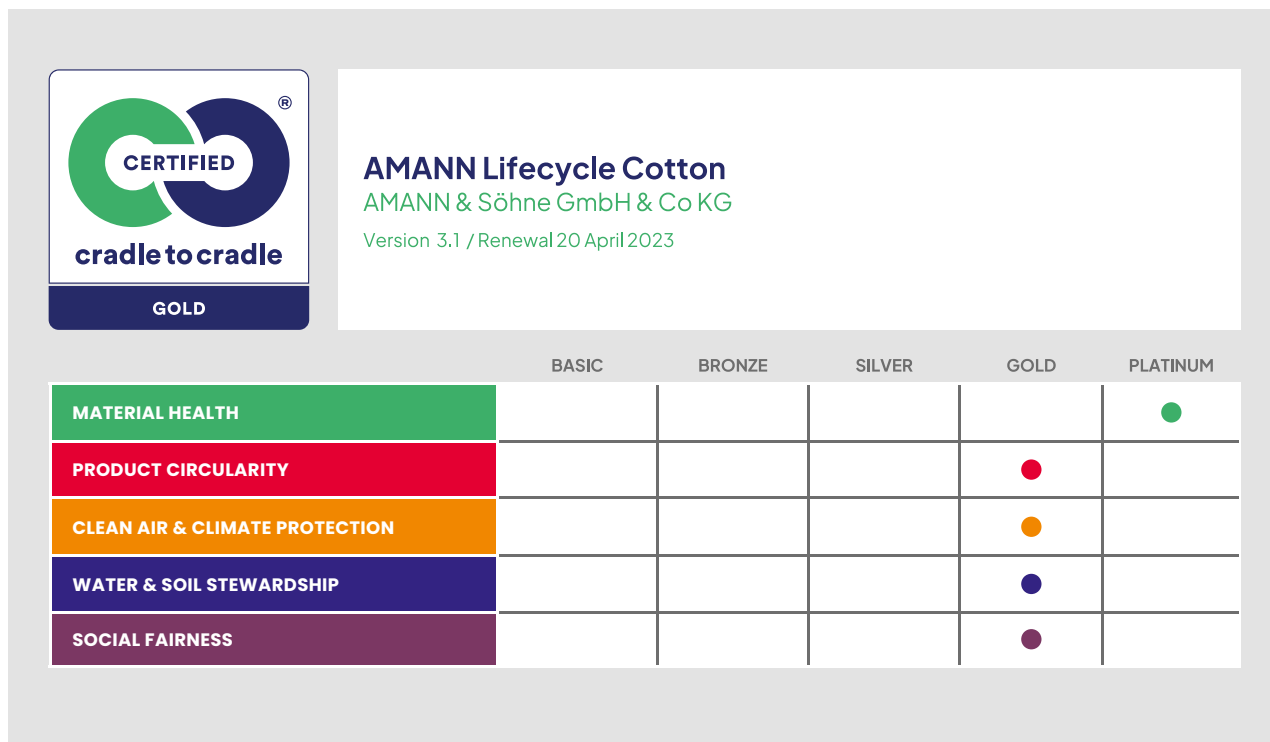 ®
CERTIFIED
cradle to cradle
GOLD
AMANN Lifecycle Cotton
AMANN & Söhne GmbH & Co KG
Version 3.1 / Renewal 20 April 2023
BASIC BRONZE SILVER GOLD PLATINUM
MATERIAL HEALTH
PRODUCT CIRCULARITY
CLEAN AIR & CLIMATE PROTECTION
WATER & SOIL STEWARDSHIP
SOCIAL FAIRNESS